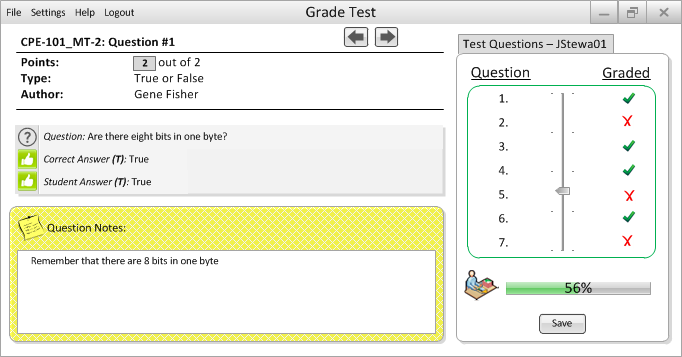 File Settings Help Logout Grade Test
CPE-101_MT-2: Question #1
Points: 2 out of 2
Type: True or False
Author: Gene Fisher
? Question: Are there eight bits in one byte?
Correct Answer (T): True
Student Answer (T): True
Question Notes:
Remember that there are 8 bits in one byte
Test Questions – JStewa01
Question Graded
1.
2.
3.
4.
5.
6.
7.
56%
Save